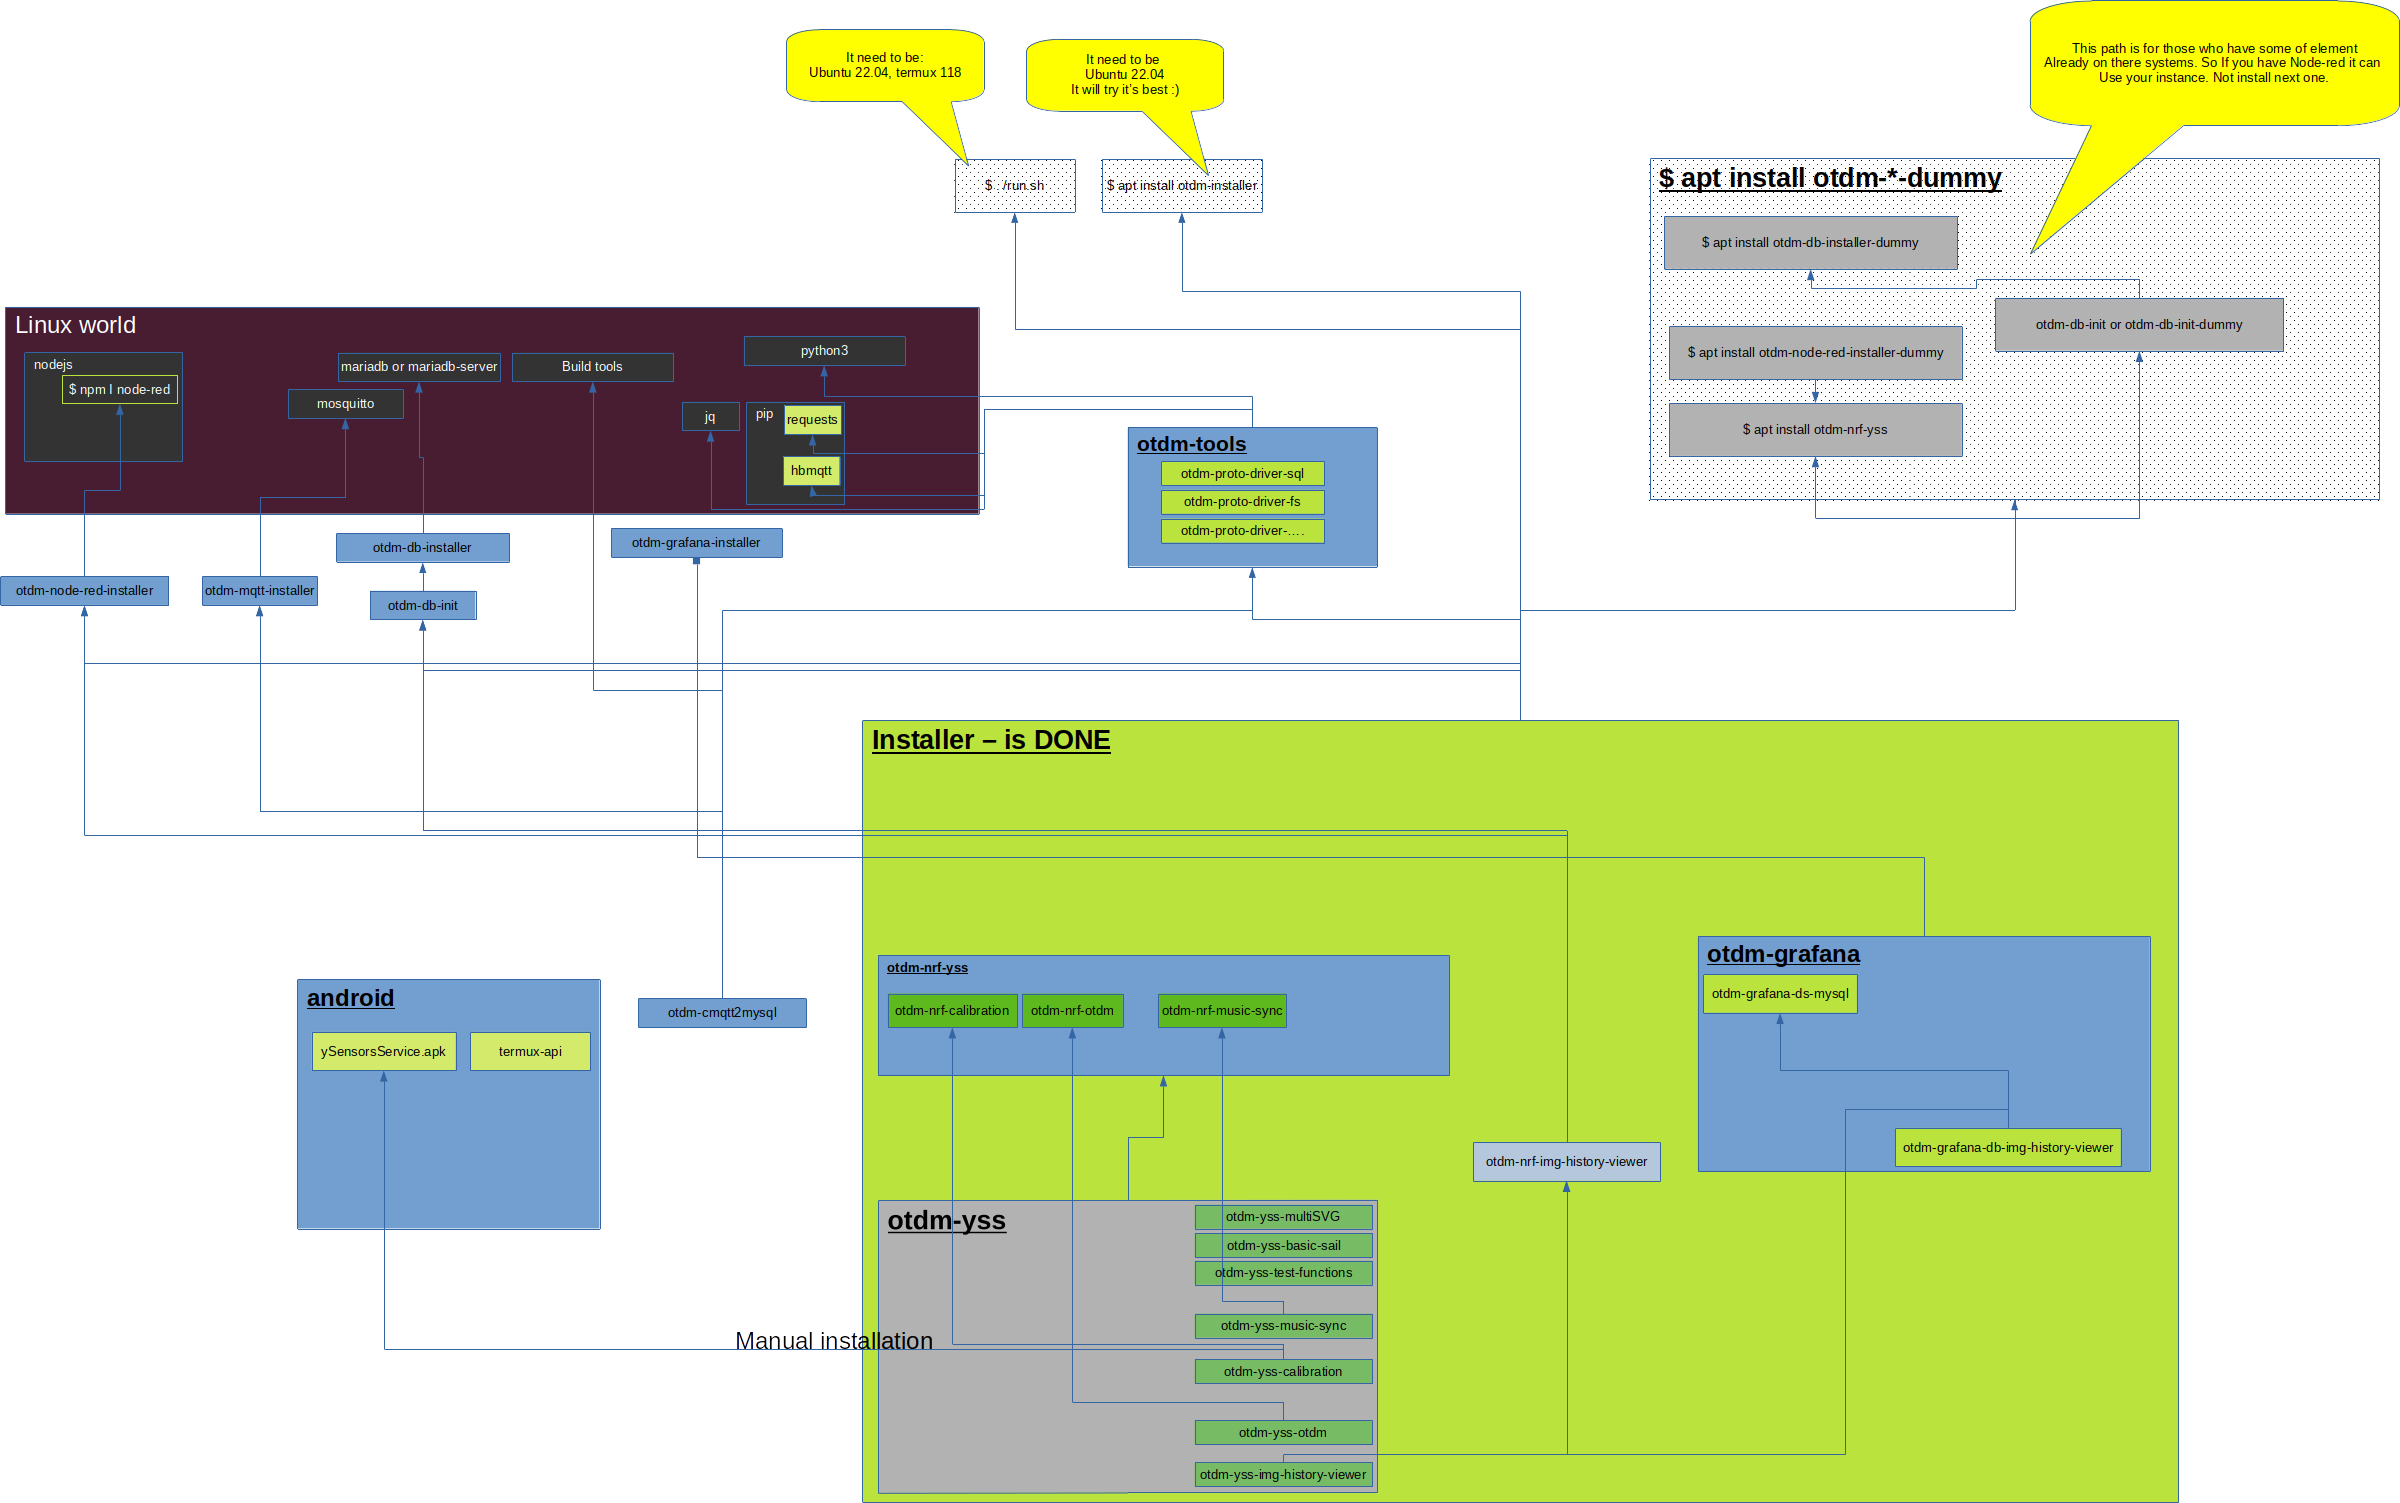 It need to be:
Ubuntu 22.04, termux 118
It need to be
Ubuntu 22.04
It will try it's best :)
This path is for those who have some of element
Already on there systems. So If you have Node-red it can
Use your instance. Not install next one.
$ ./run.sh
$ apt install otdm-installer
$ apt install otdm-*-dummy
$ apt install otdm-db-installer-dummy
otdm-db-init or otdm-db-init-dummy
$ apt install otdm-node-red-installer-dummy
$ apt install otdm-nrf-yss
Linux world
nodejs
$ npm I node-red
mariadb or mariadb-server
mosquitto
Build tools
python3
jq
pip
requests
hbmqtt
otdm-tools
otdm-proto-driver-sql
otdm-proto-driver-fs
otdm-proto-driver-....
otdm-db-installer
otdm-grafana-installer
otdm-node-red-installer
otdm-mqtt-installer
otdm-db-init
Installer – is DONE
otdm-nrf-yss
otdm-nrf-calibration
otdm-nrf-otdm
otdm-nrf-music-sync
otdm-grafana
otdm-grafana-ds-mysql
otdm-grafana-db-img-history-viewer
android
ySensorsService.apk
termux-api
otdm-cmqtt2mysql
otdm-nrf-img-history-viewer
otdm-yss
otdm-yss-multiSVG
otdm-yss-basic-sail
otdm-yss-test-functions
otdm-yss-music-sync
Manual installation
otdm-yss-calibration
otdm-yss-otdm
otdm-yss-img-history-viewer